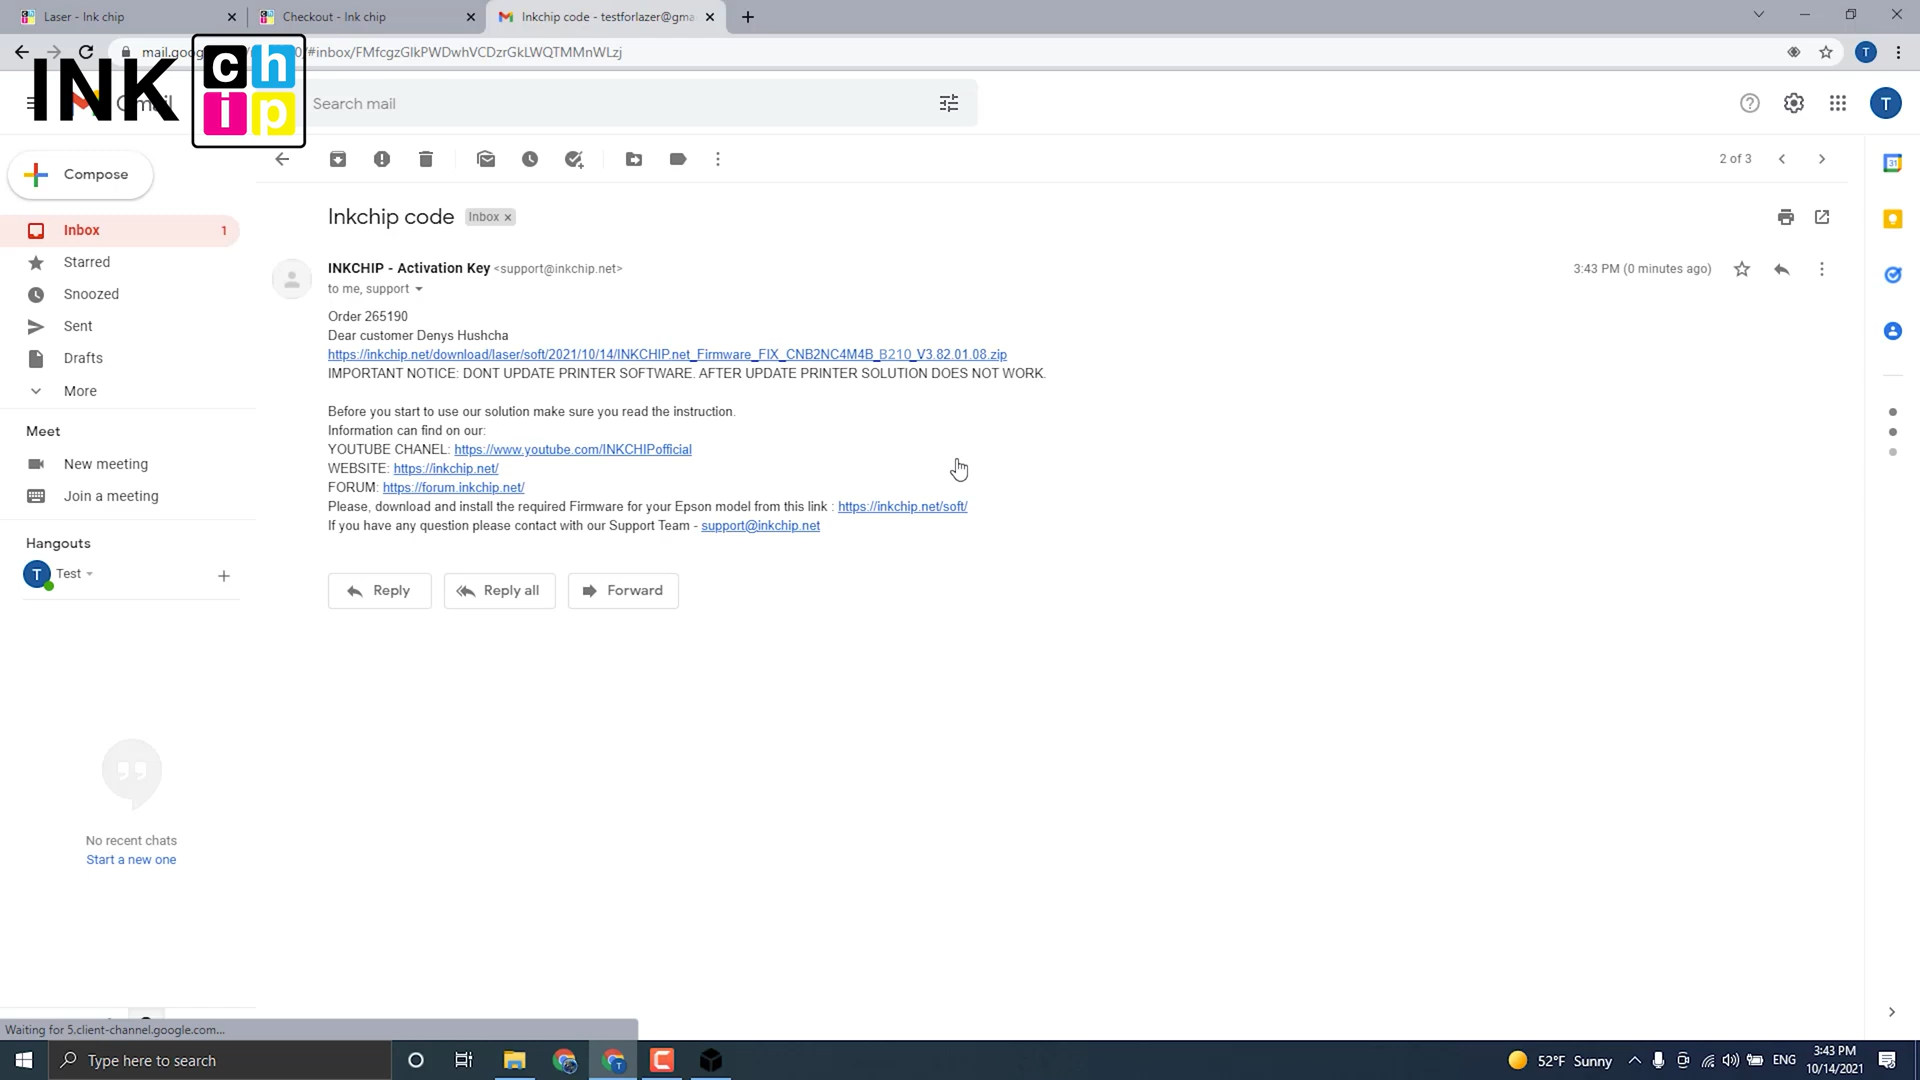 Laser - Ink chip
Checkout - Ink chip
Inkchip code - testforlazer@gma
#inbox/FMfcgzGlkPWDwhVCDzrGkLWQTMMnWLzj
T
INK chip
Search mail
T
2 of 3
Compose
Inkchip code
Inbox
Inbox
1
Starred
INKCHIP - Activation Key <support@inkchip.net>
3:43 PM (0 minutes ago)
to me, support
Snoozed
Order 265190
Sent
Dear customer Denys Hushcha
https://inkchip.net/download/laser/soft/2021/10/14/INKCHIP.net_Firmware_FIX_CNB2NC4M4B_B210_V3.82.01.08.zip
Drafts
IMPORTANT NOTICE: DONT UPDATE PRINTER SOFTWARE. AFTER UPDATE PRINTER SOLUTION DOES NOT WORK.
More
Before you start to use our solution make sure you read the instruction.
Information can find on our:
Meet
YOUTUBE CHANEL: https://www.youtube.com/INKCHIPofficial
New meeting
WEBSITE: https://inkchip.net/
FORUM: https://forum.inkchip.net/
Join a meeting
Please, download and install the required Firmware for your Epson model from this link : https://inkchip.net/soft/
If you have any question please contact with our Support Team - support@inkchip.net
Hangouts
T Test
Reply
Reply all
Forward
No recent chats
Start a new one
Waiting for 5.client-channel.google.com...
Type here to search
52°F Sunny
ENG
3:43 PM
10/14/2021